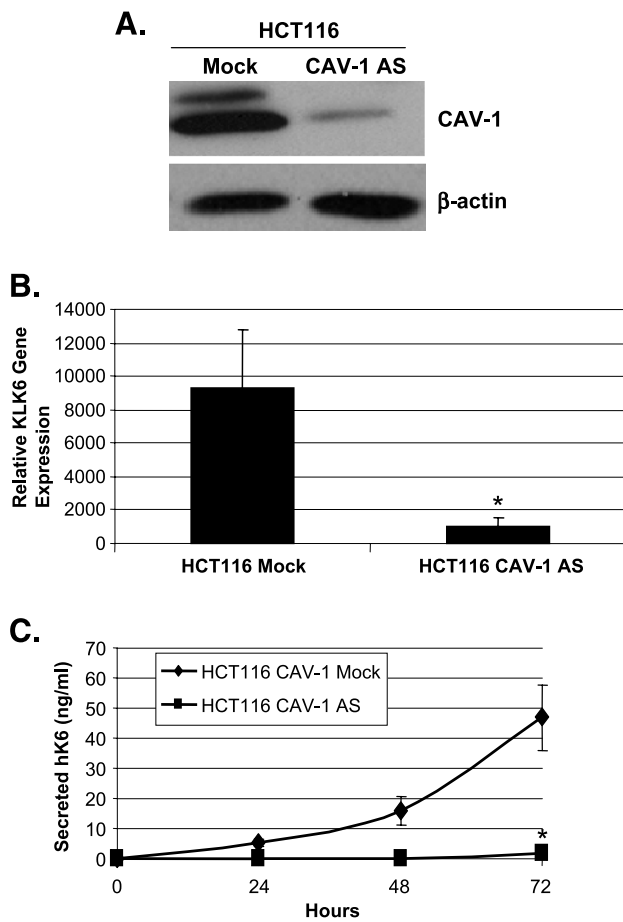 A.
HCT116
Mock CAV-1 AS
CAV-1
β-actin
B.
14000
12000
10000
8000
6000
4000
2000
0
Relative KLK6 Gene
Expression
*
HCT116 Mock HCT116 CAV-1 AS
C.
70
60
50
40
30
20
10
0
Secreted hK6 (ng/ml)
HCT116 CAV-1 Mock
HCT116 CAV-1 AS
*
0 24 48 72
Hours